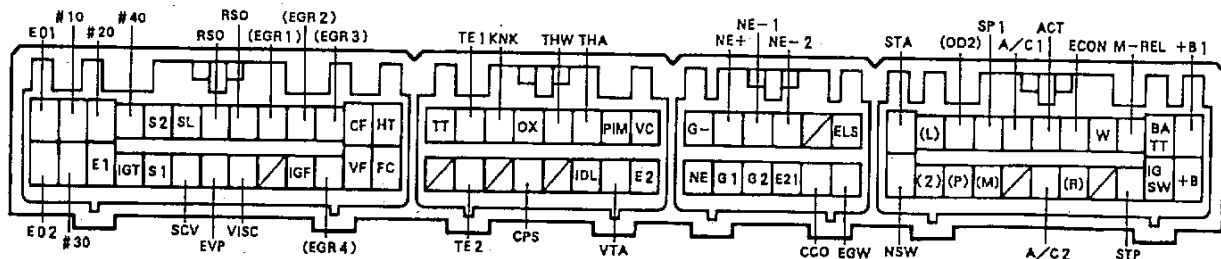 RSO (EGR2)
E01 #10 #20 #40 RSO (EGR1) (EGR3)
S2 SL CF HT
E1 IGT S1 IGF VF FC
E02 #30 SCV EVP VISC (EGR4)
TE1 KNK THW THA
TT OX PIM VC
IDL E2
TE2 CPS VTA
NE-1
NE+ NE-2
G- ELS
NE G1 G2 E21
CCO EGW
SP1 ACT
STA (OD2) A/C1 ECON M-REL +B1
(L) W BATT
(2) (P) (M) (R) IG SW +B
NSW A/C2 STP